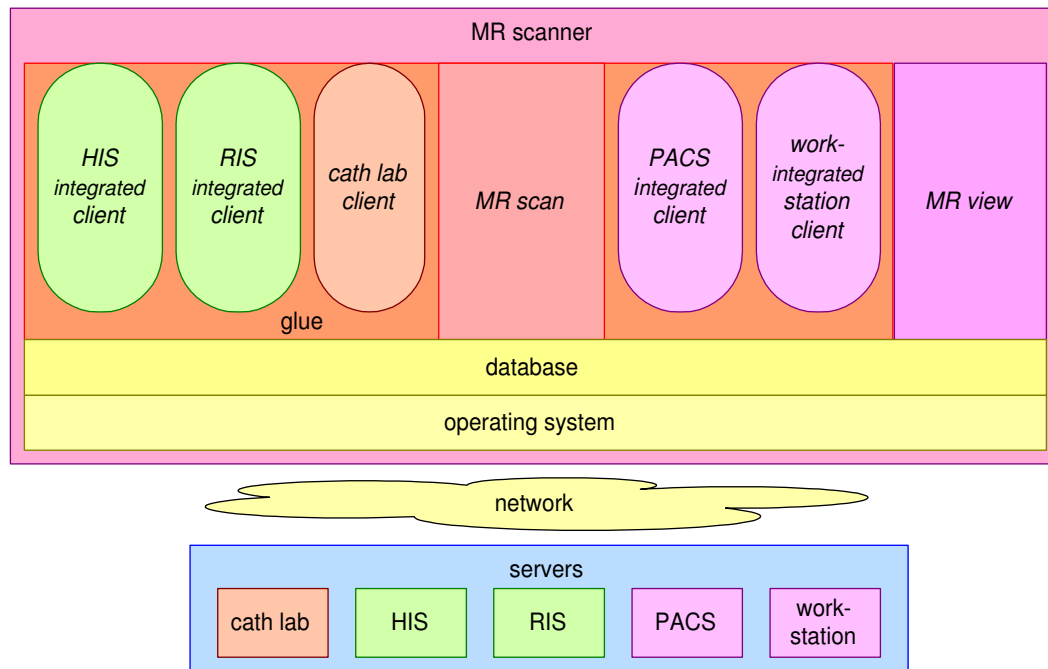 MR scanner
HIS
integrated
client
RIS
integrated
client
cath lab
client
MR scan
PACS
integrated
client
work-
integrated
station
client
MR view
glue
database
operating system
network
servers
cath lab
HIS
RIS
PACS
work-
station